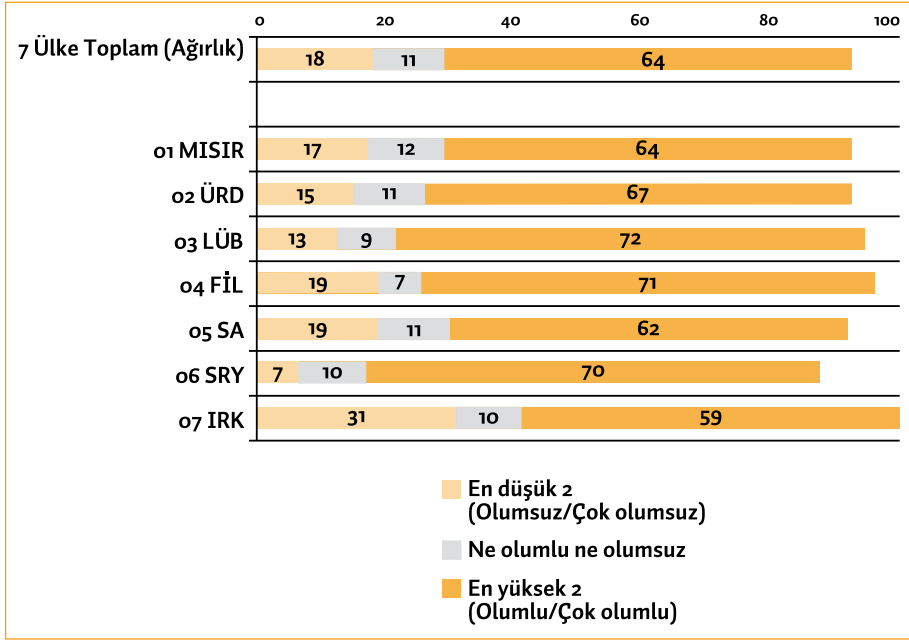 0 20 40 60 80 100
7 Ülke Toplam (Ağırlık) 18 11 64
01 MISIR 17 12 64
02 ÜRD 15 11 67
03 LÜB 13 9 72
04 FİL 19 7 71
05 SA 19 11 62
06 SRY 7 10 70
07 IRK 31 10 59
En düşük 2
(Olumsuz/Çok olumsuz)
Ne olumlu ne olumsuz
En yüksek 2
(Olumlu/Çok olumlu)